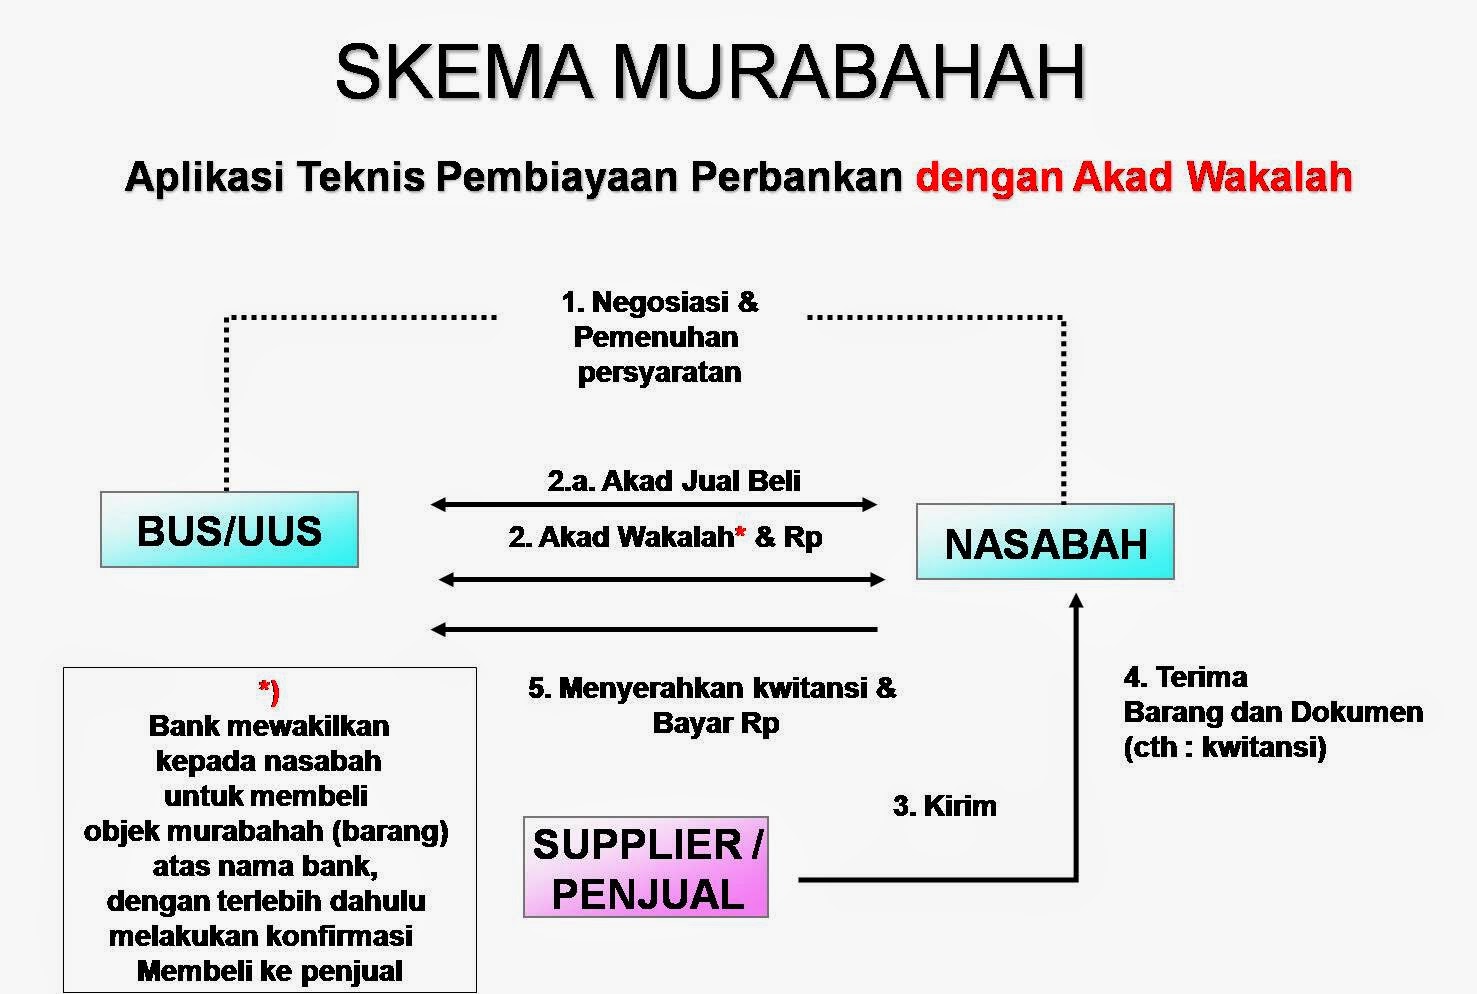 SKEMA MURABAHAH
Aplikasi Teknis Pembiayaan Perbankan dengan Akad Wakalah
1. Negosiasi &
Pemenuhan
persyaratan
2.a. Akad Jual Beli
BUS/UUS
2. Akad Wakalah* & Rp
NASABAH
5. Menyerahkan kwitansi &
Bayar Rp
4. Terima
Barang dan Dokumen
(cth : kwitansi)
3. Kirim
SUPPLIER /
PENJUAL
*)
Bank mewakilkan
kepada nasabah
untuk membeli
objek murabahah (barang)
atas nama bank,
dengan terlebih dahulu
melakukan konfirmasi
Membeli ke penjual